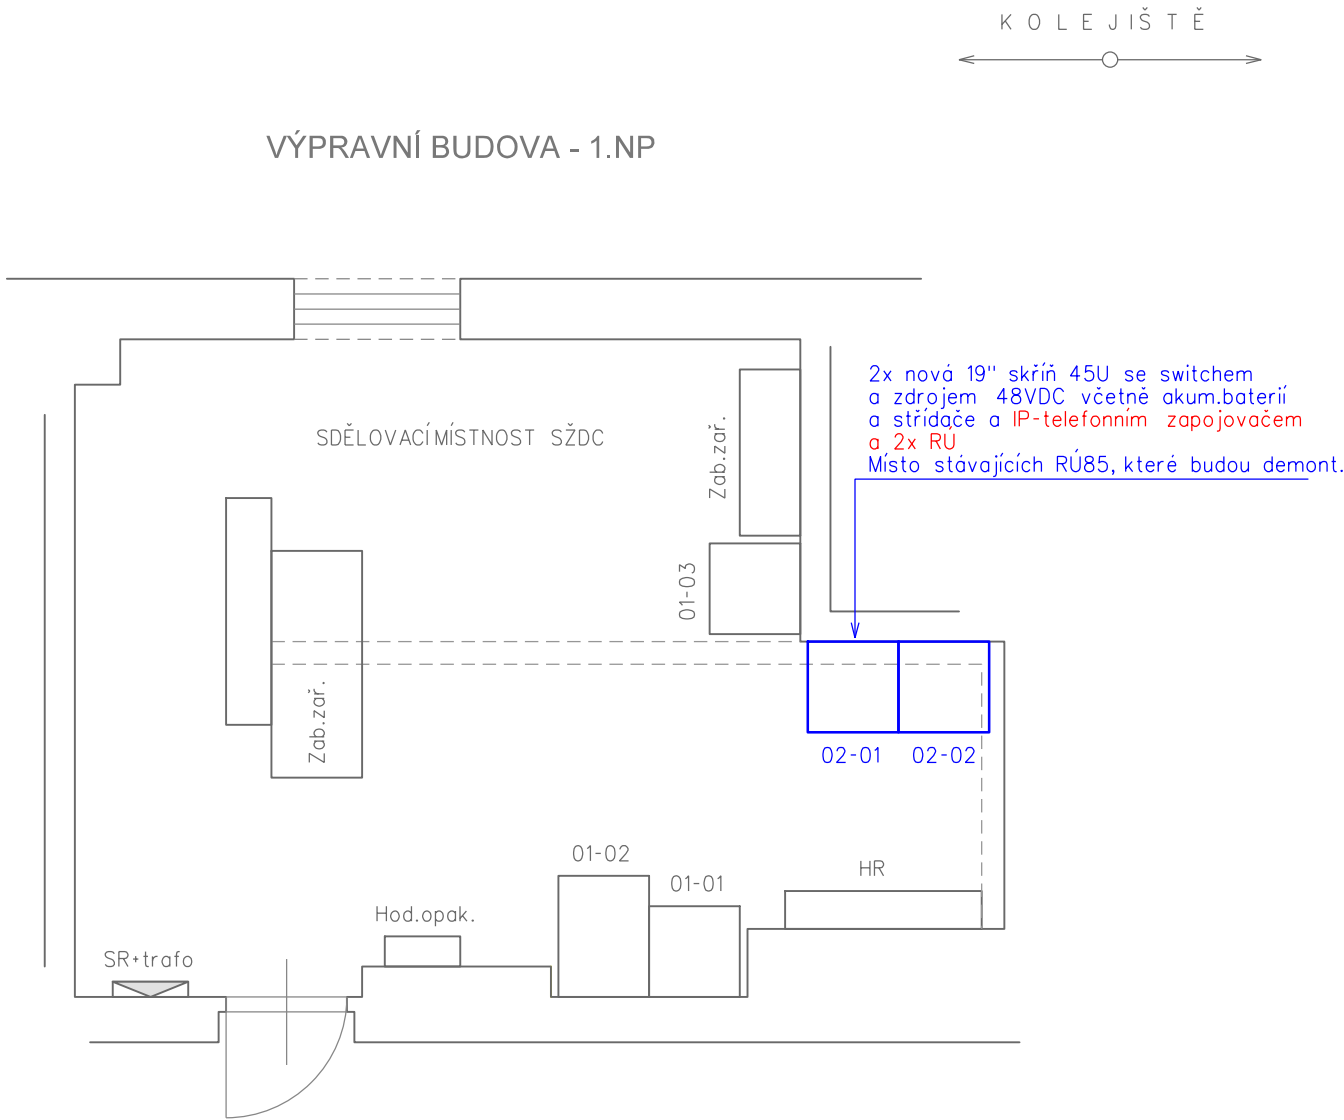 KOLEJIŠTĚ
VÝPRAVNÍ BUDOVA - 1.NP
2x nová 19" skříň 45U se switchem
a zdrojem 48VDC včetně akum.baterií
a střídače a IP-telefonním zapojovačem
a 2x RÚ
Místo stávajících RÚ85, které budou demont.
SDĚLOVACÍ MÍSTNOST SŽDC
Zab.zař.
01-03
Zab.zař.
02-01
02-02
01-02
01-01
HR
Hod.opak.
SR+trafo